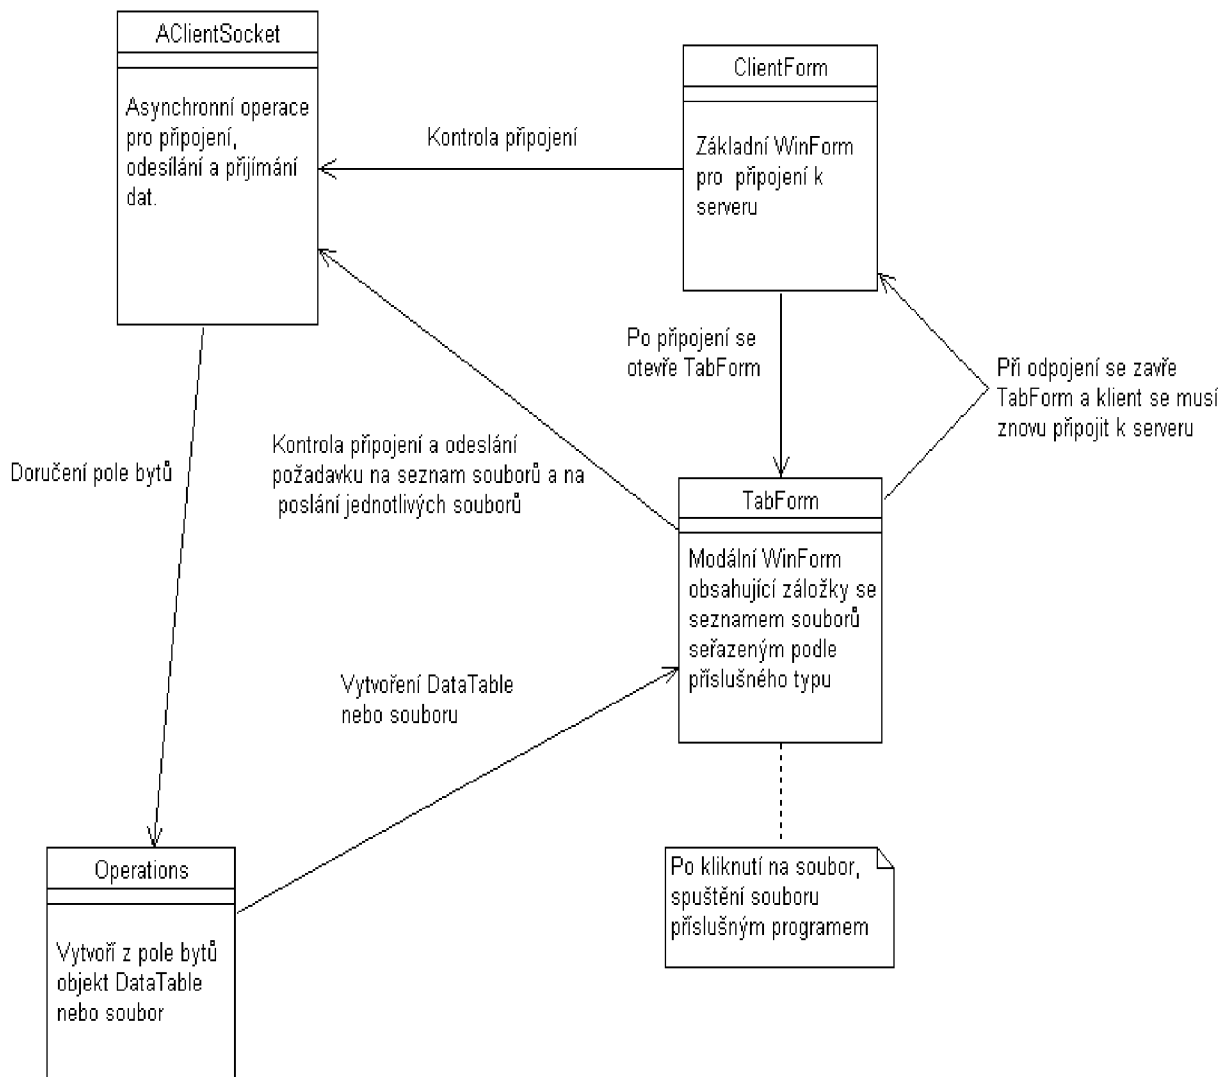 AClientSocket
Asynchronní operace
pro připojení,
odesílání a přijímání
dat.
Kontrola připojení
ClientForm
Základní WinForm
pro připojení k
serveru
Po připojení se
otevře TabForm
Při odpojení se zavře
TabForm a klient se musí
znovu připojit k serveru
Kontrola připojení a odeslání
požadavku na seznam souborů a na
poslání jednotlivých souborů
Doručení pole bytů
TabForm
Modální WinForm
obsahující záložky se
seznamem souborů
seřazeným podle
příslušného typu
Vytvoření DataTable
nebo souboru
Operations
Vytvoří z pole bytů
objekt DataTable
nebo soubor
Po kliknutí na soubor,
spuštění souboru
příslušným programem